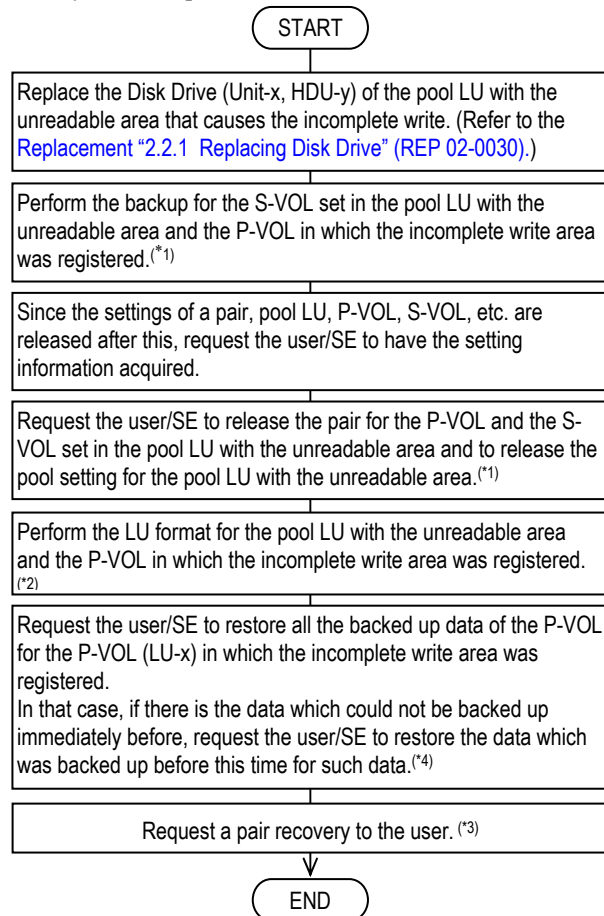 START
Replace the Disk Drive (Unit-x, HDU-y) of the pool LU with the
unreadable area that causes the incomplete write. (Refer to the
Replacement “2.2.1  Replacing Disk Drive” (REP 02-0030).)
Perform the backup for the S-VOL set in the pool LU with the
unreadable area and the P-VOL in which the incomplete write area
was registered.(*1)
Since the settings of a pair, pool LU, P-VOL, S-VOL, etc. are
released after this, request the user/SE to have the setting
information acquired.
Request the user/SE to release the pair for the P-VOL and the S-
VOL set in the pool LU with the unreadable area and to release the
pool setting for the pool LU with the unreadable area.(*1)
Perform the LU format for the pool LU with the unreadable area
and the P-VOL in which the incomplete write area was registered.
(*2)
Request the user/SE to restore all the backed up data of the P-VOL
for the P-VOL (LU-x) in which the incomplete write area was
registered.
In that case, if there is the data which could not be backed up
immediately before, request the user/SE to restore the data which
was backed up before this time for such data.(*4)
Request a pair recovery to the user. (*3)
END